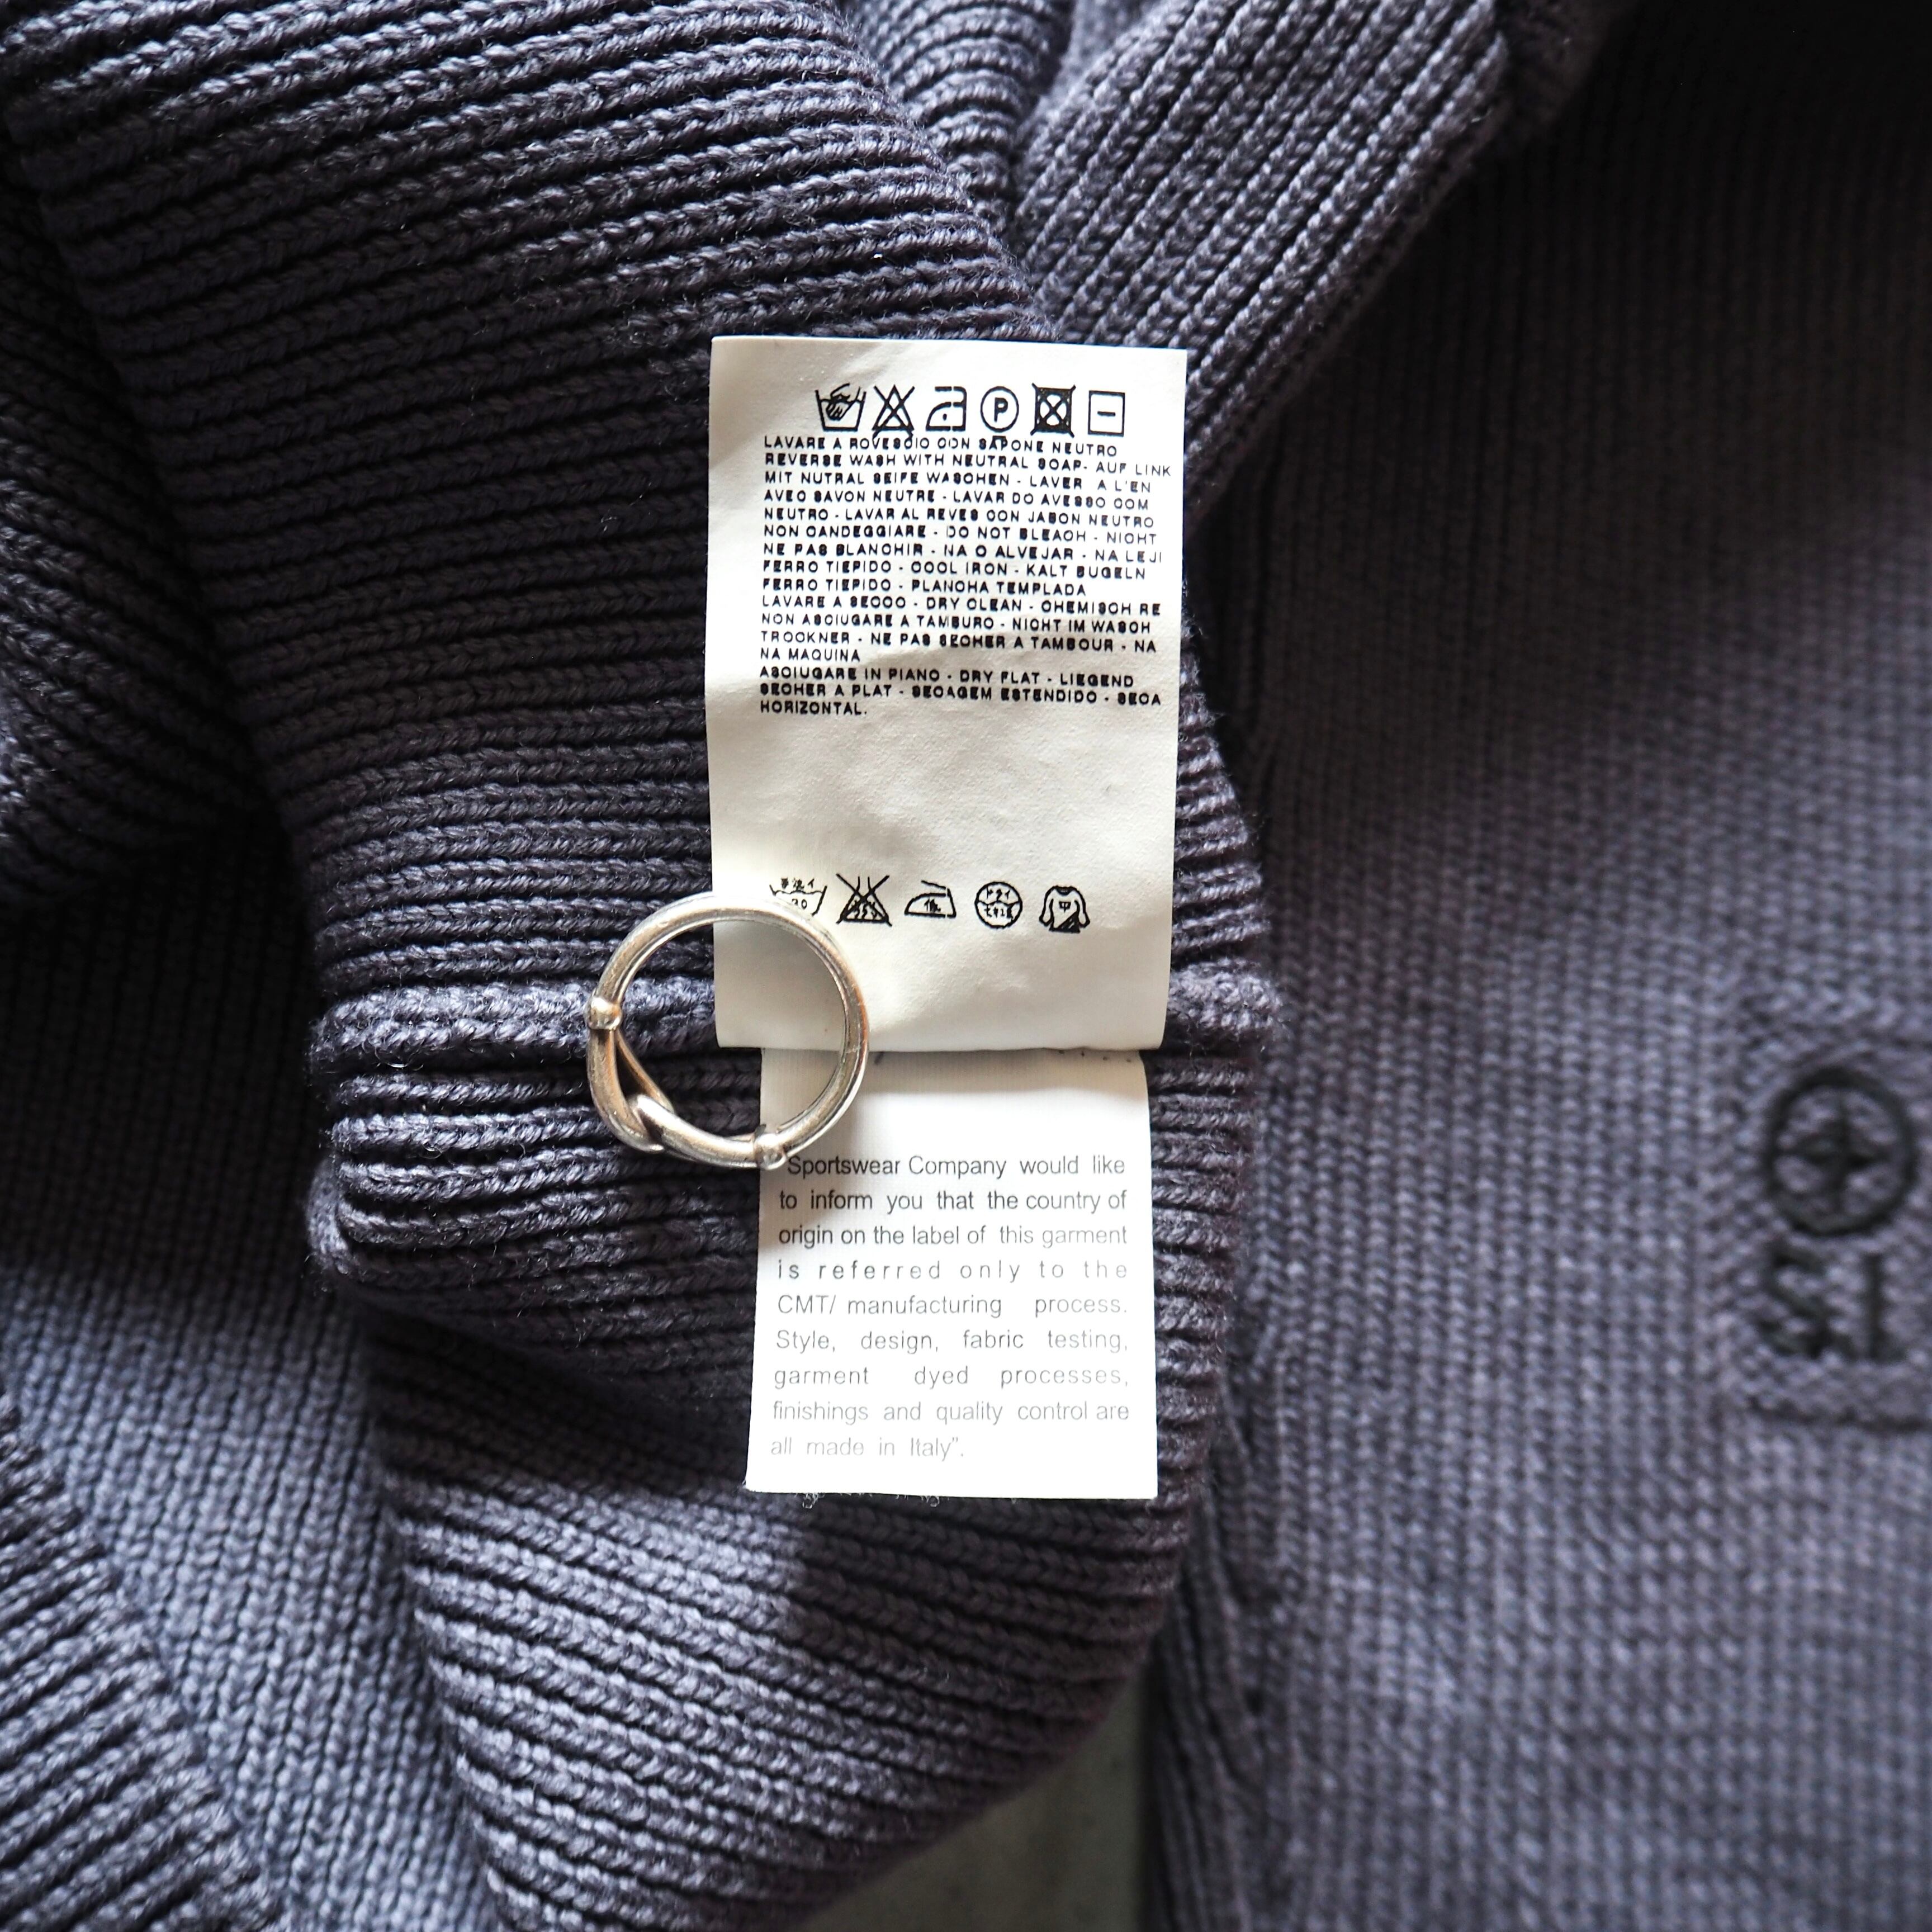 P
LAVARE A ROVESCIO CON SAPONE NEUTRO
REVERSE WASH WITH NEUTRAL SOAP- AUF LINK
MIT NUTRAL SEIFE WASCHEN - LAVER A L'EN
AVEC SAVON NEUTRE - LAVAR DO AVESSO COM
NEUTRO - LAVAR AL REVES CON JABON NEUTRO
NON CANDEGGIARE - DO NOT BLEACH - NICHT
NE PAS BLANCHIR - NA O ALVEJAR - NA LEJI
FERRO TIEPIDO - COOL IRON - KALT BUGELN
FERRO TIEPIDO - PLANCHA TEMPLADA
LAVARE A SECCO - DRY CLEAN - CHEMISCH RE
NON ASCIUGARE A TAMBURO - NICHT IM WASCH
TROCKNER - NE PAS SECHER A TAMBOUR - NA
NA MAQUINA
ASCIUGARE IN PIANO - DRY FLAT - LIEGEND
SECHER A PLAT - SECAGEM ESTENDIDO - SECA
HORIZONTAL.
低
ドライ
中
"Sportswear Company would like
to inform you that the country of
origin on the label of this garment
is referred only to the
CMT/ manufacturing process.
Style, design, fabric testing,
garment dyed processes,
finishings and quality control are
all made in Italy".
S.I